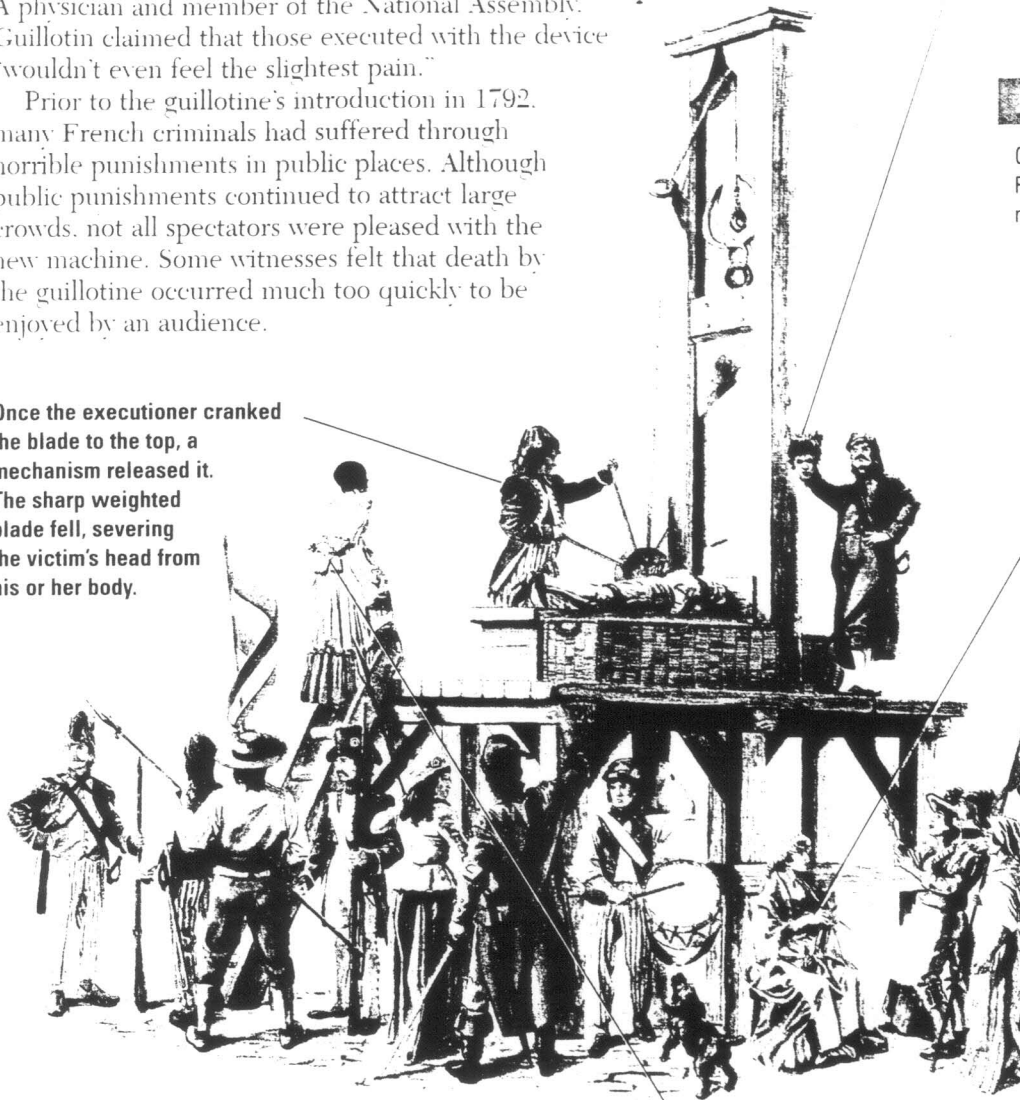 A physician and member of the National Assembly,
Guillotin claimed that those executed with the device
"wouldn't even feel the slightest pain."
Prior to the guillotine's introduction in 1792,
many French criminals had suffered through
horrible punishments in public places. Although
public punishments continued to attract large
crowds, not all spectators were pleased with the
new machine. Some witnesses felt that death by
the guillotine occurred much too quickly to be
enjoyed by an audience.
Once the executioner cranked
the blade to the top, a
mechanism released it.
The sharp weighted
blade fell, severing
the victim's head from
his or her body.